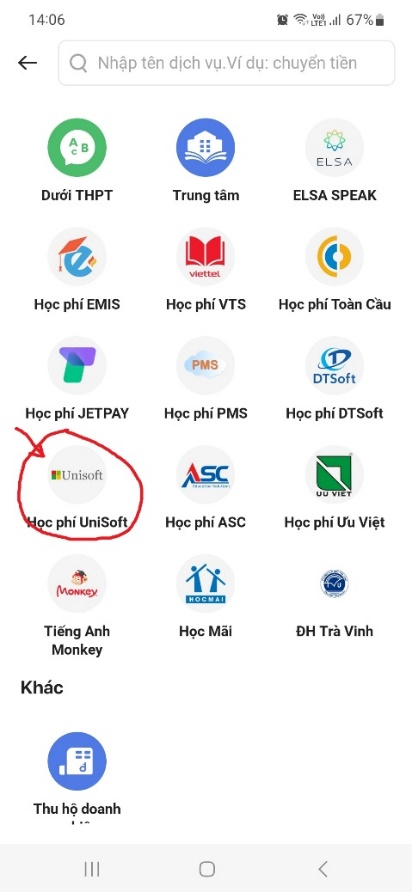 14:06
Vo))
LTE1
67%
Nhập tên dịch vụ.Ví dụ: chuyển tiền
A B C
ELSA
Dưới THPT
Trung tâm
ELSA SPEAK
viettel
Học phí EMIS
Học phí VTS
Học phí Toàn Cầu
PMS
DTSoft
Học phí JETPAY
Học phí PMS
Học phí DTSoft
Unisoft
ASC
ƯU VIỆT
Học phí UniSoft
Học phí ASC
Học phí Ưu Việt
MONKEY
HOCMAI
Tiếng Anh
Monkey
Học Mãi
ĐH Trà Vinh
Khác
đ
Thu hộ doanh